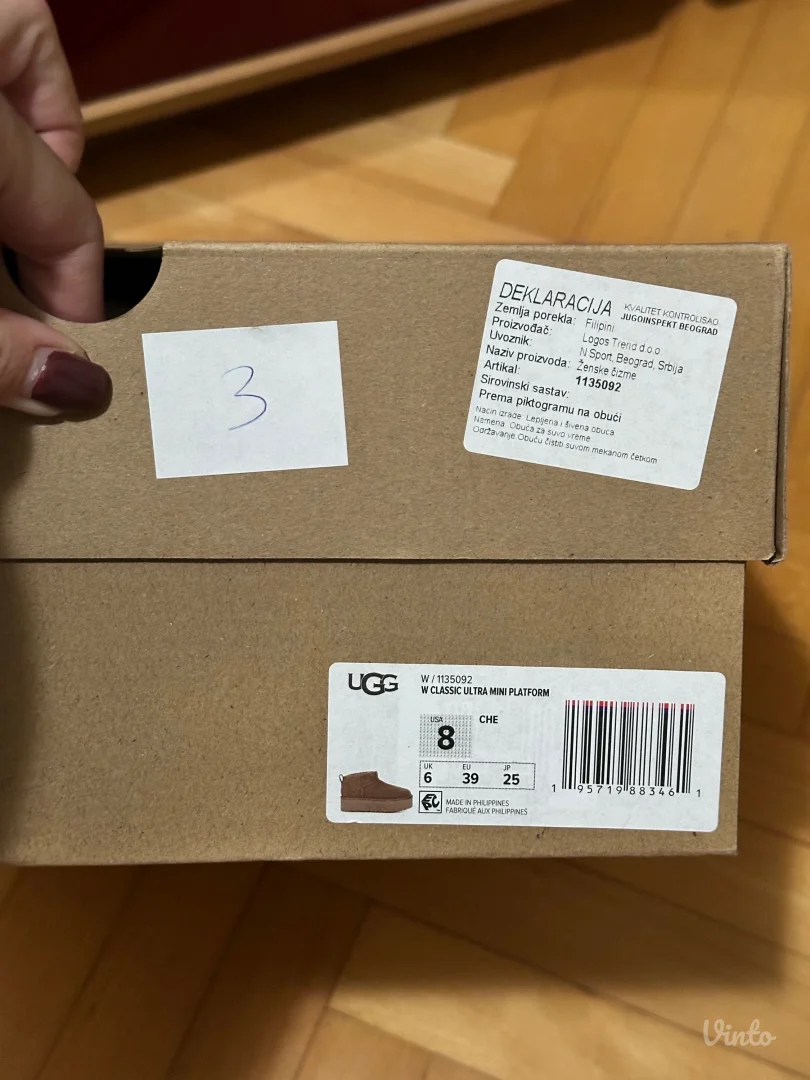 3
DEKLARACIJA
KVALITET KONTROLISAO
JUGOINSPEKT BEOGRAD
Zemlja porekla: Filipini
Proizvođač: Logos Trend d.o.o
Uvoznik: N Sport, Beograd, Srbija
Naziv proizvoda: Ženske čizme
Artikal: 1135092
Sirovinski sastav:
Prema piktogramu na obući
Nacin izrade: Lepljena i šivena obuca
Namena: Obuća za suvo vreme
Održavanje: Obuću čistiti suvom mekanom četkom
UGG
W / 1135092
W CLASSIC ULTRA MINI PLATFORM
USA
8
CHE
UK EU JP
6 39 25
MADE IN PHILIPPINES
FABRIQUÉ AUX PHILIPPINES
1 95719 88346 1
Vinto